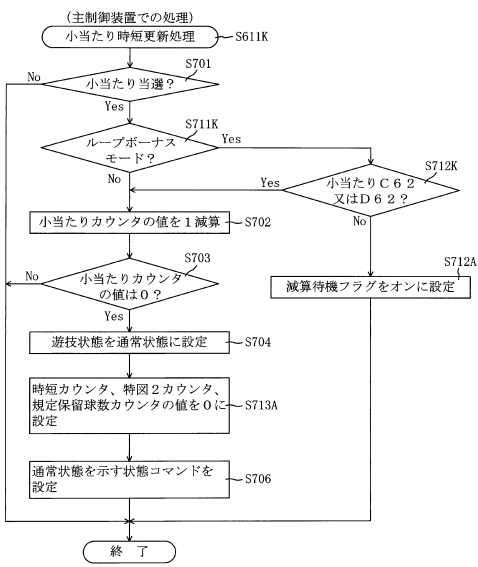 (主制御装置での処理)
小当たり時短更新処理
S611K
S701
No
小当たり当選?
Yes
S711K
ループボーナス
モード?
Yes
No
S712K
Yes
小当たりC62
又はD62?
No
小当たりカウンタの値を1減算
S702
S703
No
小当たりカウンタ
の値は0?
Yes
S712A
減算待機フラグをオンに設定
遊技状態を通常状態に設定
S704
時短カウンタ、特図2カウンタ、
規定保留球数カウンタの値を0に
設定
S713A
通常状態を示す状態コマンドを
設定
S706
終 了